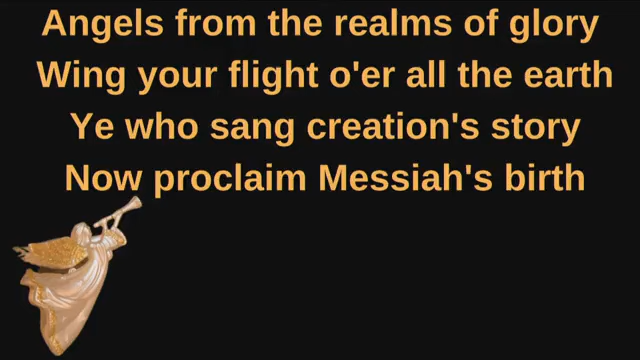 Angels from the realms of glory
Wing your flight o'er all the earth
Ye who sang creation's story
Now proclaim Messiah's birth